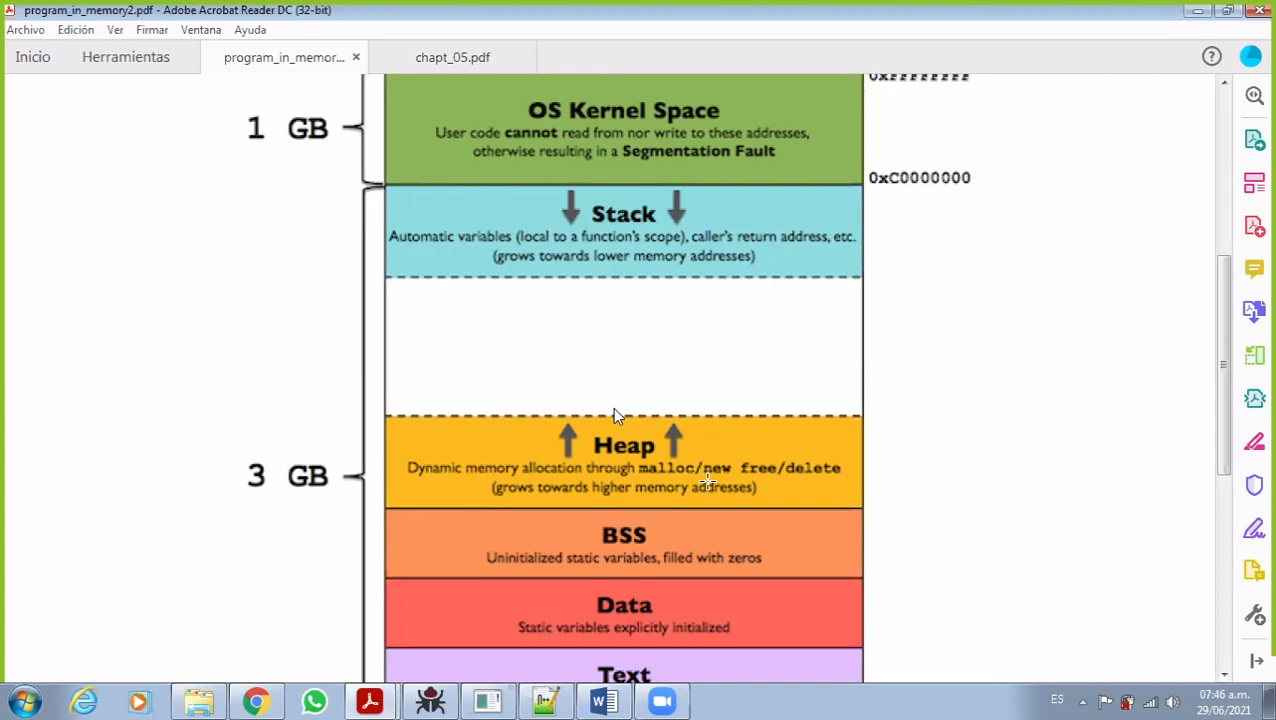 program_in_memory2.pdf - Adobe Acrobat Reader DC (32-bit)
Archivo Edición Ver Firmar Ventana Ayuda
Inicio Herramientas program_in_memor... × chapt_05.pdf
0xFFFFFFFF
OS Kernel Space
1 GB
User code cannot read from nor write to these addresses,
otherwise resulting in a Segmentation Fault
0xC0000000
Stack
Automatic variables (local to a function's scope), caller's return address, etc.
(grows towards lower memory addresses)
Heap
3 GB
Dynamic memory allocation through malloc/new free/delete
(grows towards higher memory addresses)
BSS
Uninitialized static variables, filled with zeros
Data
Static variables explicitly initialized
Text
ES
07:46 a.m.
29/06/2021